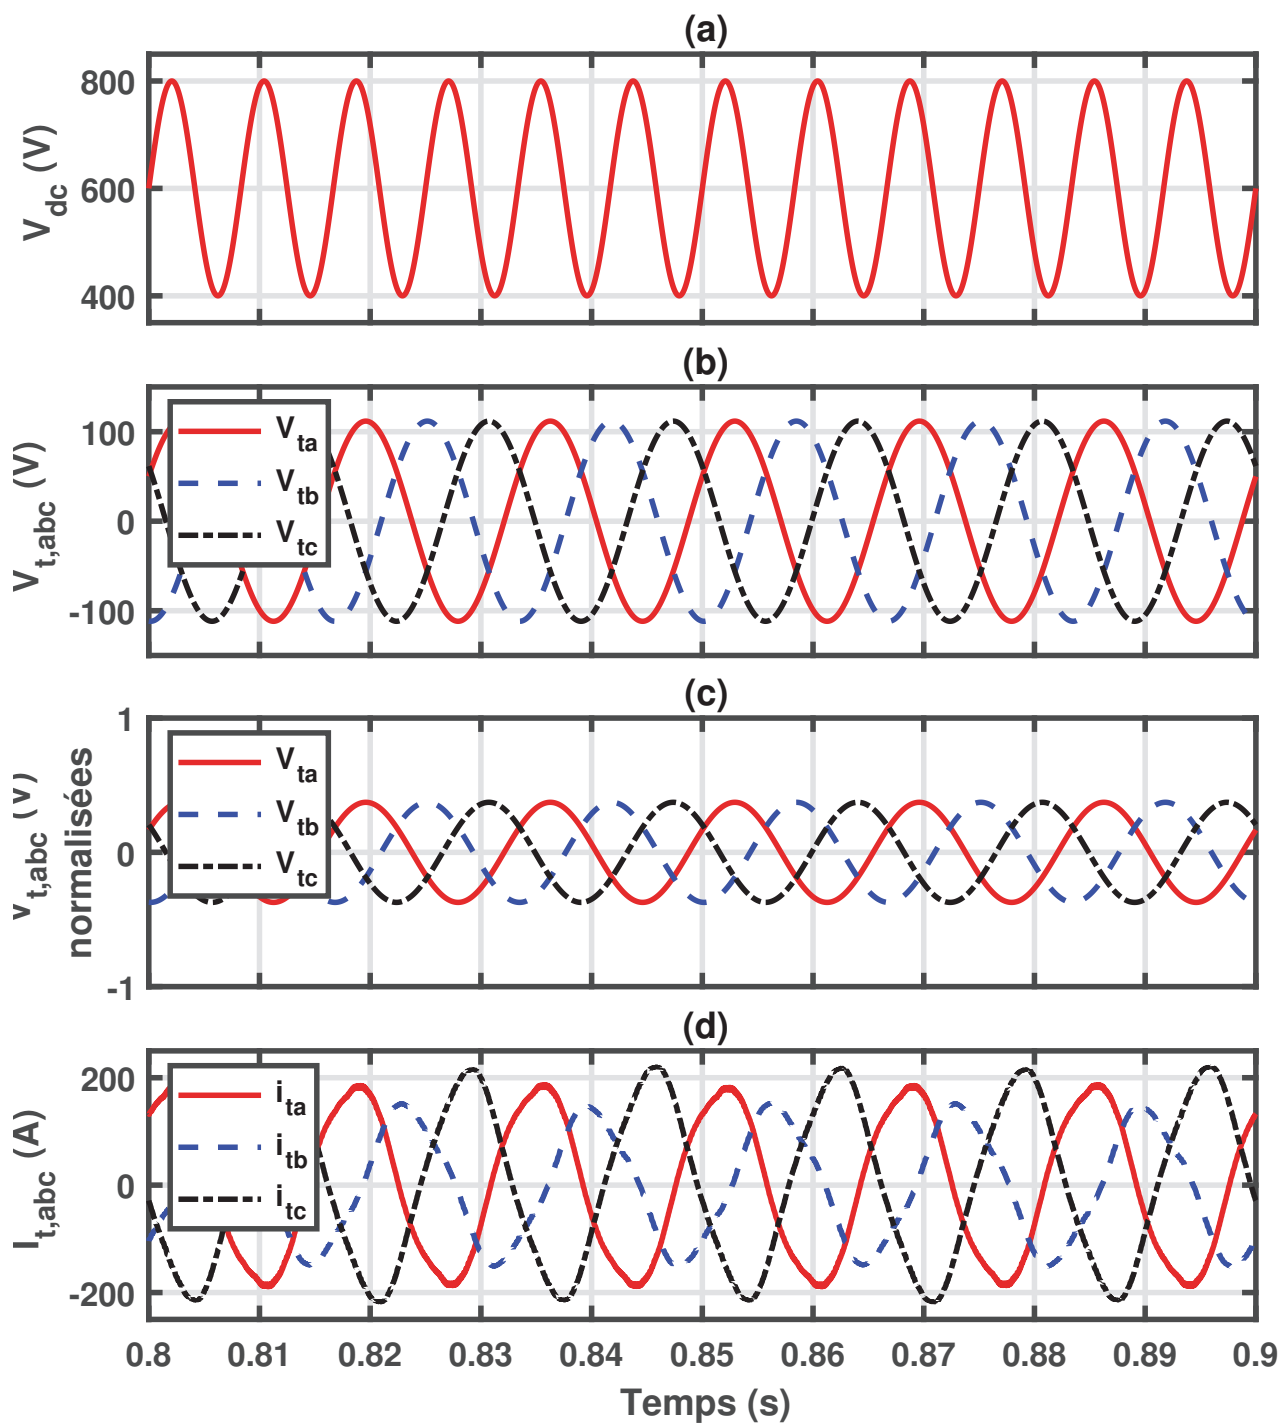 (a)
V_dc (V)
800
600
400
(b)
V_t,abc (V)
100
0
-100
V_ta
V_tb
V_tc
(c)
v_t,abc (V)
normalisées
1
0
-1
V_ta
V_tb
V_tc
(d)
I_t,abc (A)
200
0
-200
i_ta
i_tb
i_tc
0.8 0.81 0.82 0.83 0.84 0.85 0.86 0.87 0.88 0.89 0.9
Temps (s)